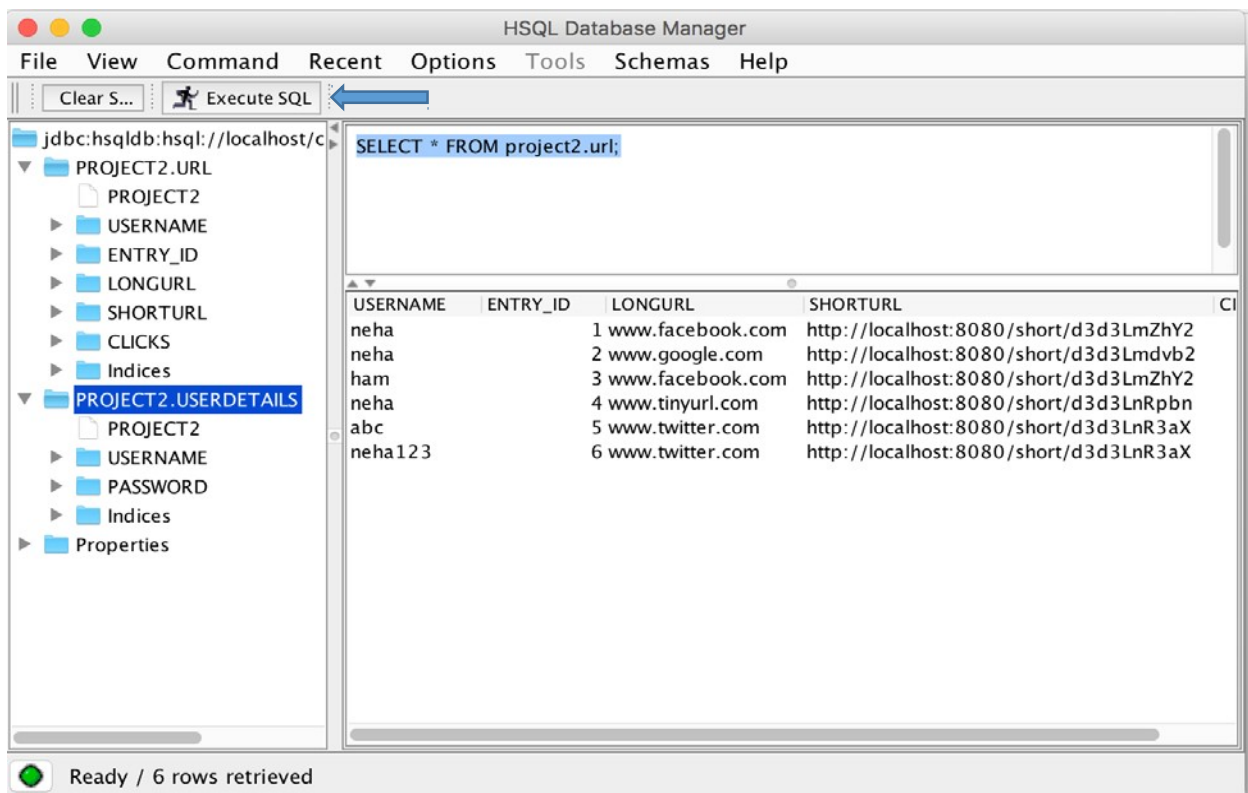 HSQL Database Manager
File View Command Recent Options Tools Schemas Help
Clear S... Execute SQL
jdbc:hsqldb:hsql://localhost/c
PROJECT2.URL
PROJECT2
USERNAME
ENTRY_ID
LONGURL
SHORTURL
CLICKS
Indices
PROJECT2.USERDETAILS
PROJECT2
USERNAME
PASSWORD
Indices
Properties
SELECT * FROM project2.url;
USERNAME ENTRY_ID LONGURL SHORTURL Cl
neha 1 www.facebook.com http://localhost:8080/short/d3d3LmZhY2
neha 2 www.google.com http://localhost:8080/short/d3d3Lmdvb2
ham 3 www.facebook.com http://localhost:8080/short/d3d3LmZhY2
neha 4 www.tinyurl.com http://localhost:8080/short/d3d3LnRpbn
abc 5 www.twitter.com http://localhost:8080/short/d3d3LnR3aX
neha123 6 www.twitter.com http://localhost:8080/short/d3d3LnR3aX
Ready / 6 rows retrieved